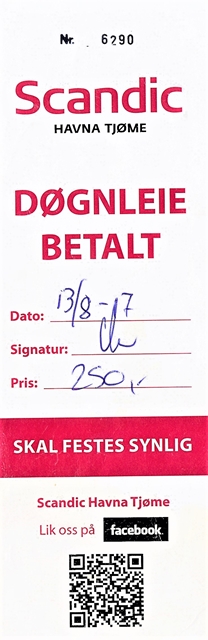 Nr. 6290
Scandic
HAVNA TJØME
DØGNLEIE
BETALT
Dato: 13/8-17
Signatur:
Pris: 250,-
SKAL FESTES SYNLIG
Scandic Havna Tjøme
Lik oss på facebook